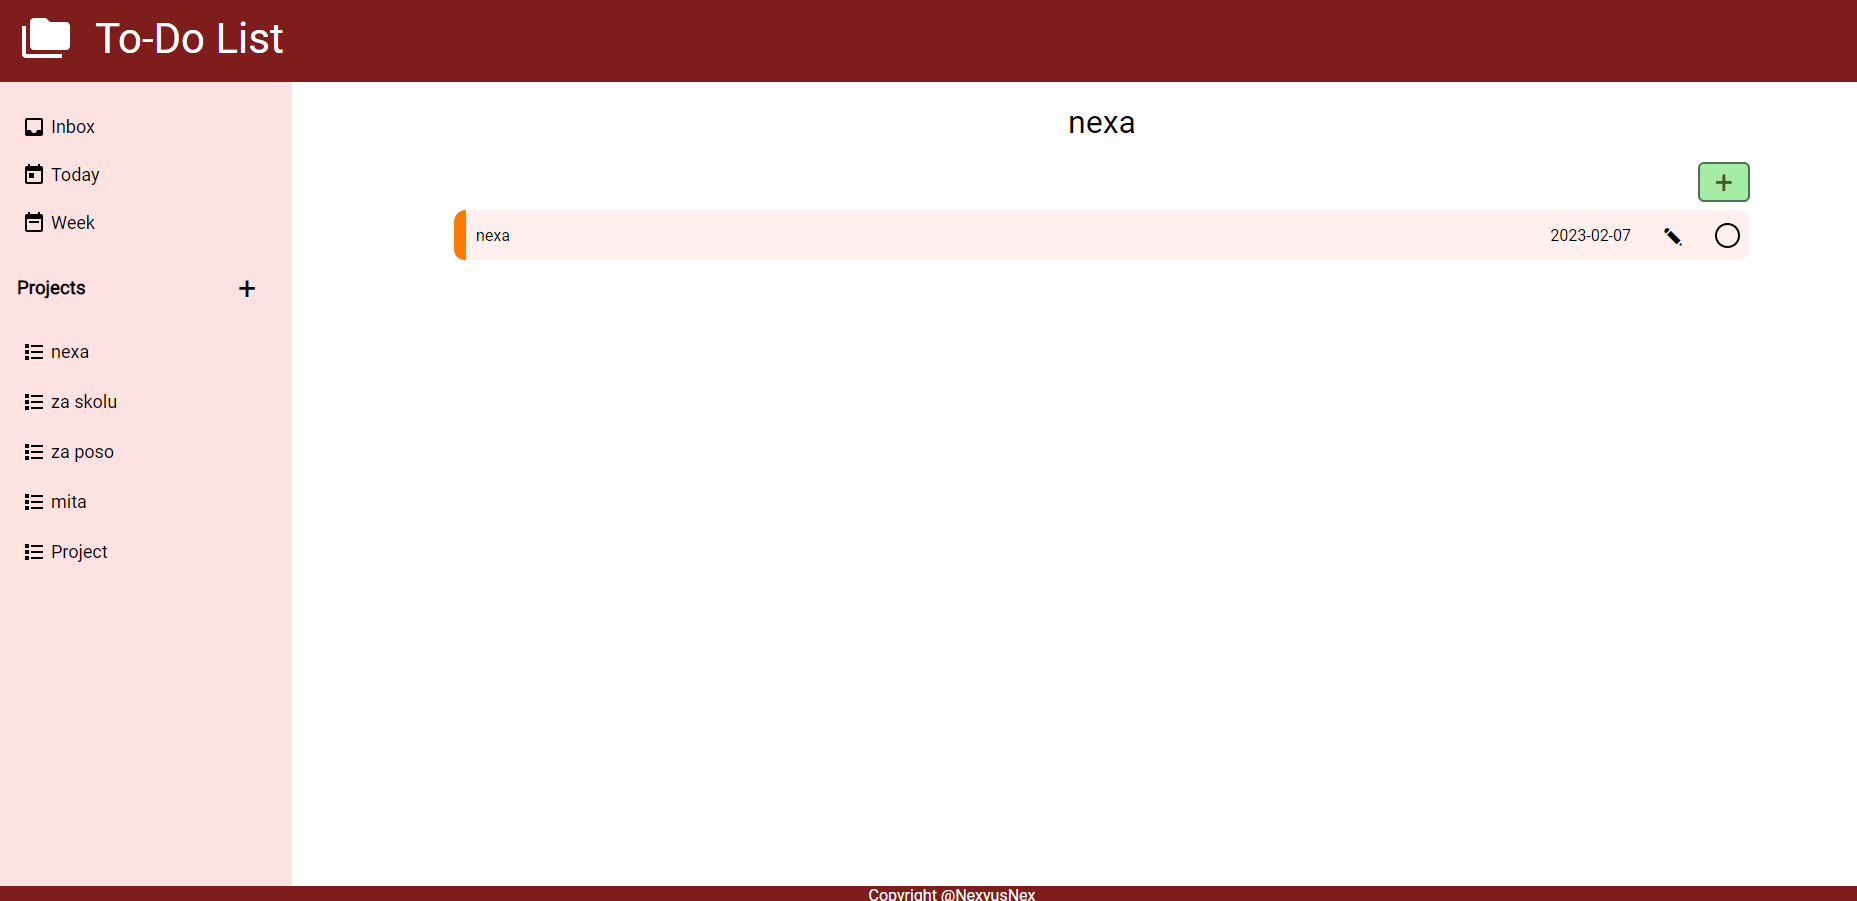 To-Do List
Inbox
Today
Week
Projects +
nexa
za skolu
za poso
mita
Project
nexa
+
nexa 2023-02-07
Copyright @NexyusNex